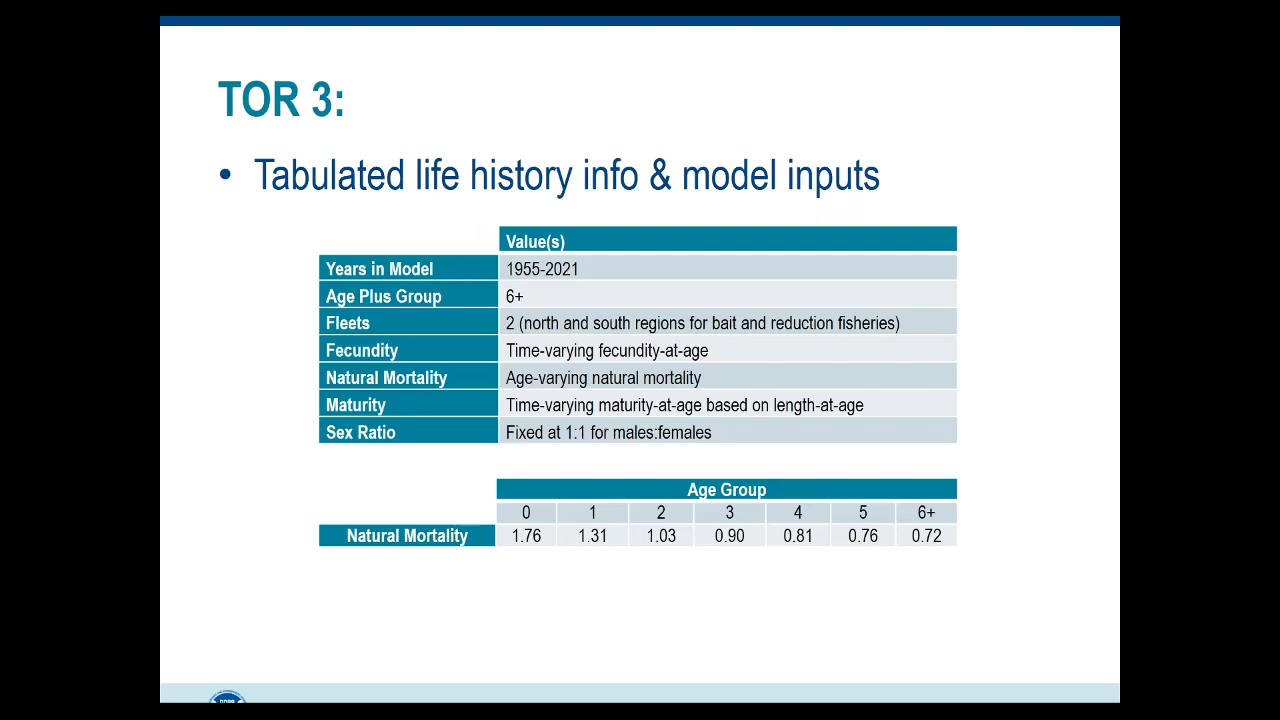 TOR 3:
• Tabulated life history info & model inputs
Value(s)
Years in Model 1955-2021
Age Plus Group 6+
Fleets 2 (north and south regions for bait and reduction fisheries)
Fecundity Time-varying fecundity-at-age
Natural Mortality Age-varying natural mortality
Maturity Time-varying maturity-at-age based on length-at-age
Sex Ratio Fixed at 1:1 for males:females
Age Group
0 1 2 3 4 5 6+
Natural Mortality 1.76 1.31 1.03 0.90 0.81 0.76 0.72